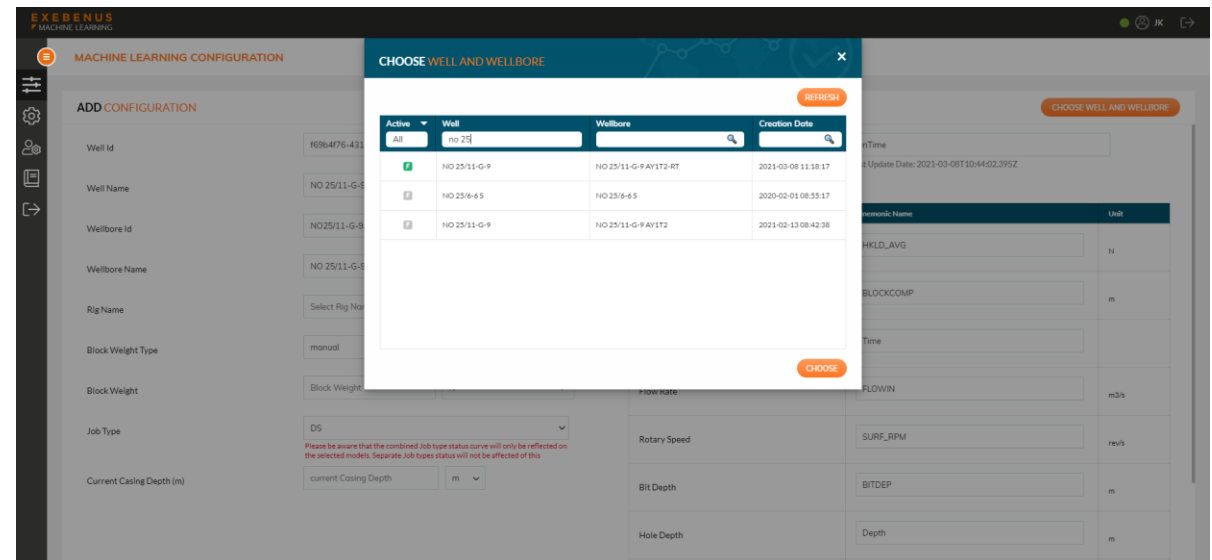 EXEBENUS
MACHINE LEARNING
JK
MACHINE LEARNING CONFIGURATION
CHOOSE WELL AND WELLBORE
REFRESH
Active Well Wellbore Creation Date
All no 25
NO 25/11-G-9 NO 25/11-G-9 AY1T2-RT 2021-03-08 11:18:17
NO 25/6-6 S NO 25/6-6 S 2020-02-01 08:55:17
NO 25/11-G-9 NO 25/11-G-9 AY1T2 2021-02-13 08:42:38
CHOOSE
ADD CONFIGURATION
CHOOSE WELL AND WELLBORE
Well Id f69b4f76-431
Well Name NO 25/11-G-9
Wellbore Id NO25/11-G-9
Wellbore Name NO 25/11-G-9
Rig Name Select Rig
Block Weight Type manual
Block Weight Block Weight
Job Type DS
Please be aware that the combined Job type status curve will only be reflected on
the selected models. Separate Job types status will not be affected of this
Current Casing Depth (m) current Casing Depth m
nTime
t Update Date: 2021-03-08T10:44:02.395Z
nemonic Name Unit
HKLD_AVG N
BLOCKCOMP m
Time
Flow Rate FLOWIN m3/s
Rotary Speed SURF_RPM rev/s
Bit Depth BITDEP m
Hole Depth Depth m